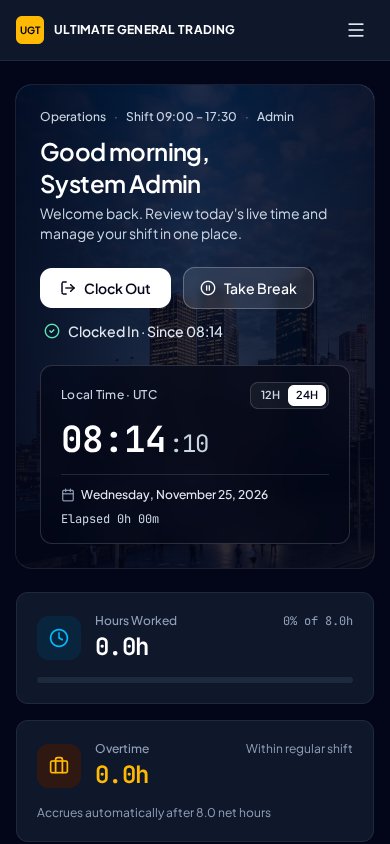 UGT ULTIMATE GENERAL TRADING
Operations · Shift 09:00 – 17:30 · Admin
Good morning,
System Admin
Welcome back. Review today's live time and
manage your shift in one place.
Clock Out Take Break
Clocked In · Since 08:14
Local Time · UTC 12H 24H
08:14:10
Wednesday, November 25, 2026
Elapsed 0h 00m
Hours Worked 0% of 8.0h
0.0h
Overtime Within regular shift
0.0h
Accrues automatically after 8.0 net hours